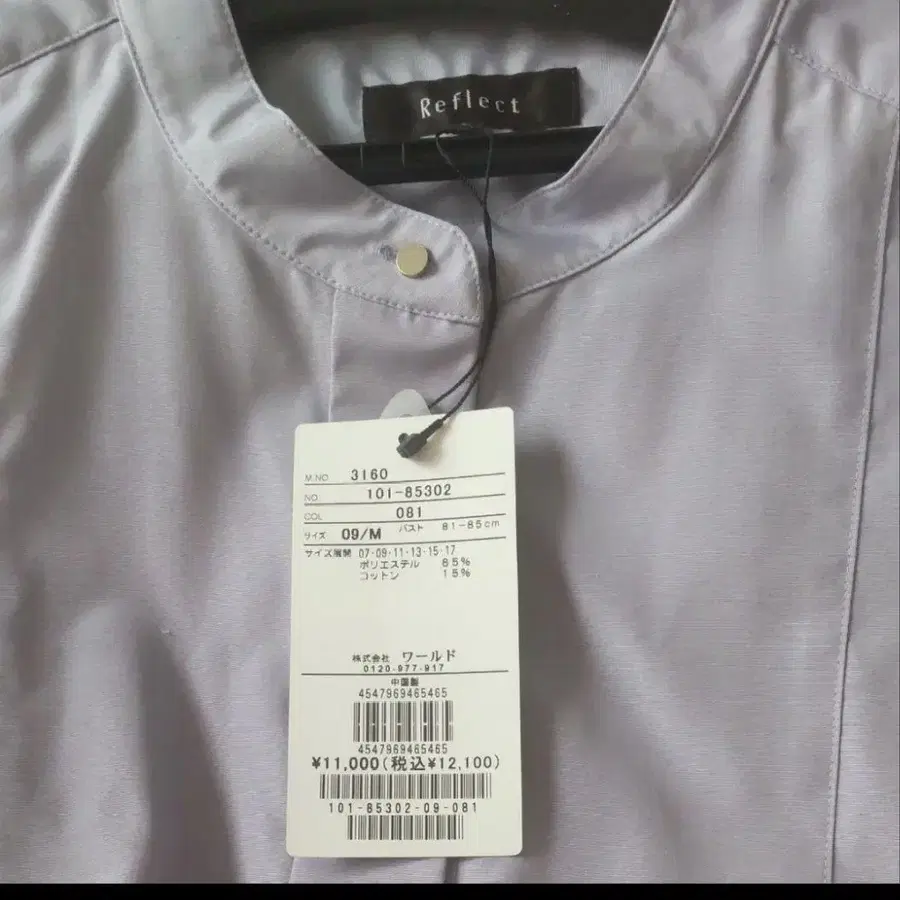 Reflect
M.NO. 3160
NO. 101-85302
COL 081
サイズ 09/M バスト 81-85cm
サイズ展開 07・09・11・13・15・17
ポリエステル 85%
コットン 15%
株式会社 ワールド
0120-977-917
中国製
4547969465465
4547969465465
¥11,000(税込¥12,100)
101-85302-09-081